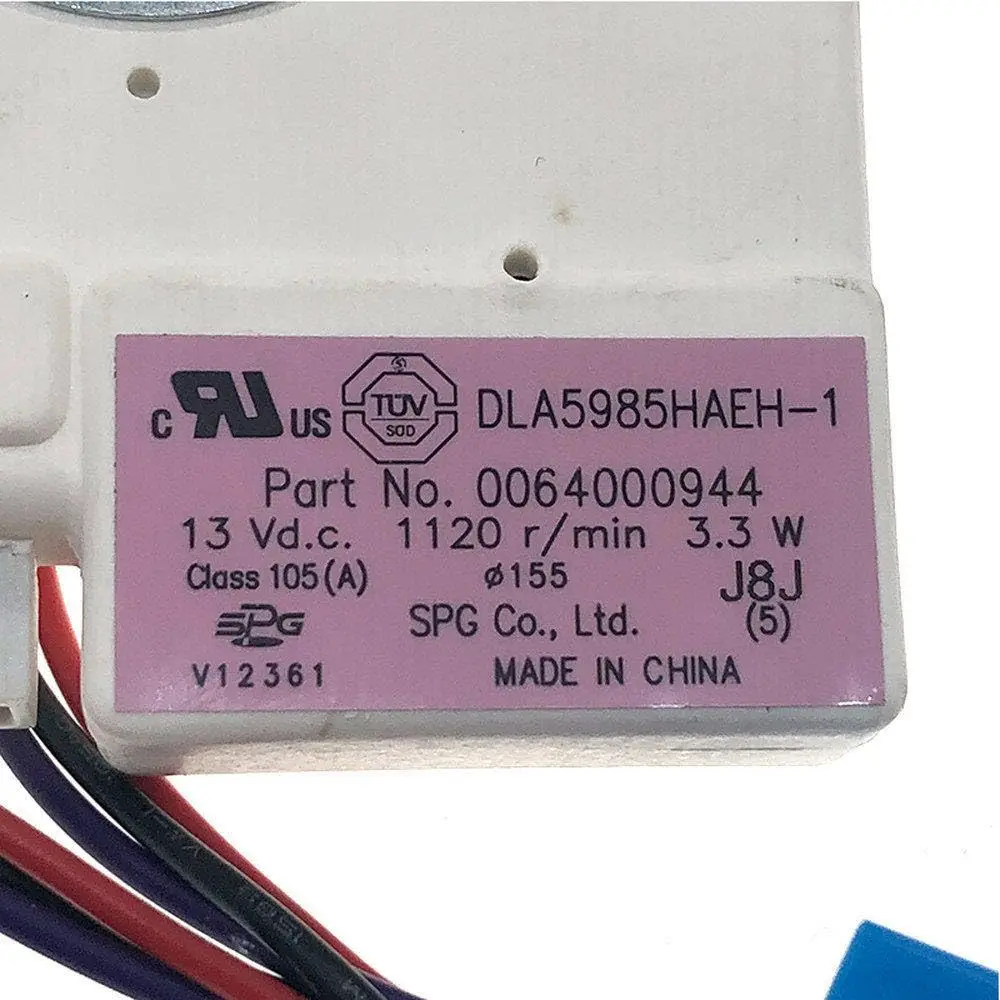 c RU US TÜV SÜD DLA5985HAEH-1
Part No. 0064000944
13 Vd.c. 1120 r/min 3.3 W
Class 105(A) ø155 J8J
SPG SPG Co., Ltd. (5)
V12361 MADE IN CHINA